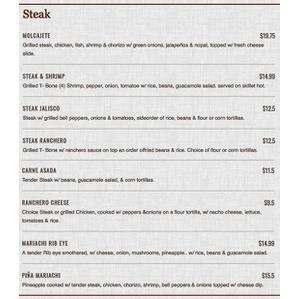 Steak
MOLCAJETE $19.75
Grilled steak, chicken, fish, shrimp & chorizo w/ green onions, jalapeños & nopal, topped w/ fresh cheese
slide.
STEAK & SHRIMP $14.99
Grilled T- Bone (4) Shrimp, pepper, onion, tomatoe w/ rice, beans, guacamole salad. served on skillet hot.
STEAK JALISCO $12.5
Steak w/ grilled bell peppers, onions & tomatoes, sideorder of rice, beans & flour or corn tortillas.
STEAK RANCHERO $12.5
Grilled T- Bone w/ ranchero sauce on top an order offried beans & rice. Choice of flour or corn tortillas.
CARNE ASADA $11.5
Tender Steak w/ beans, guacamole salad, & corn tortillas.
RANCHERO CHEESE $9.5
Choice Steak or grilled Chicken, cooked w/ peppers &onions on a flour tortilla, w/ nacho cheese, lettuce,
tomatoes & rice.
MARIACHI RIB EYE $14.99
A tender Rib eye smothered, w/ cheese, onion, mushrooms, pineapple.. w/ rice, beans & guacamole salad.
PIÑA MARIACHI $15.5
Pineapple cooked w/ tender steak, chicken, chorizo, shrimp, bell peppers & onions topped w/ cheese dip.